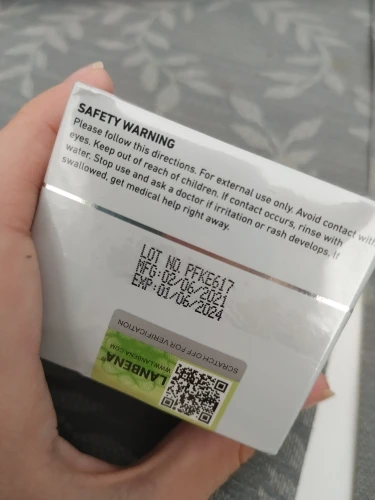 SAFETY WARNING
Please follow this directions. For external use only. Avoid contact with
eyes. Keep out of reach of children. If contact occurs, rinse with
water. Stop use and ask a doctor if irritation or rash develops. If
swallowed, get medical help right away.
LOT NO. PFKE617
MFG:02/06/2021
EXP:01/06/2024
SCRATCH OFF FOR VERIFICATION
WWW.LANBENA.COM
LANBENA